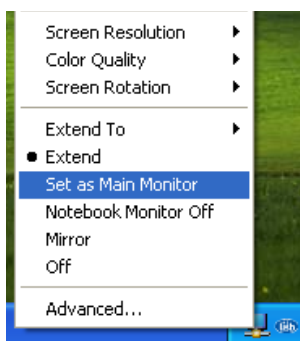 Screen Resolution
Color Quality
Screen Rotation
Extend To
Extend
Set as Main Monitor
Notebook Monitor Off
Mirror
Off
Advanced...